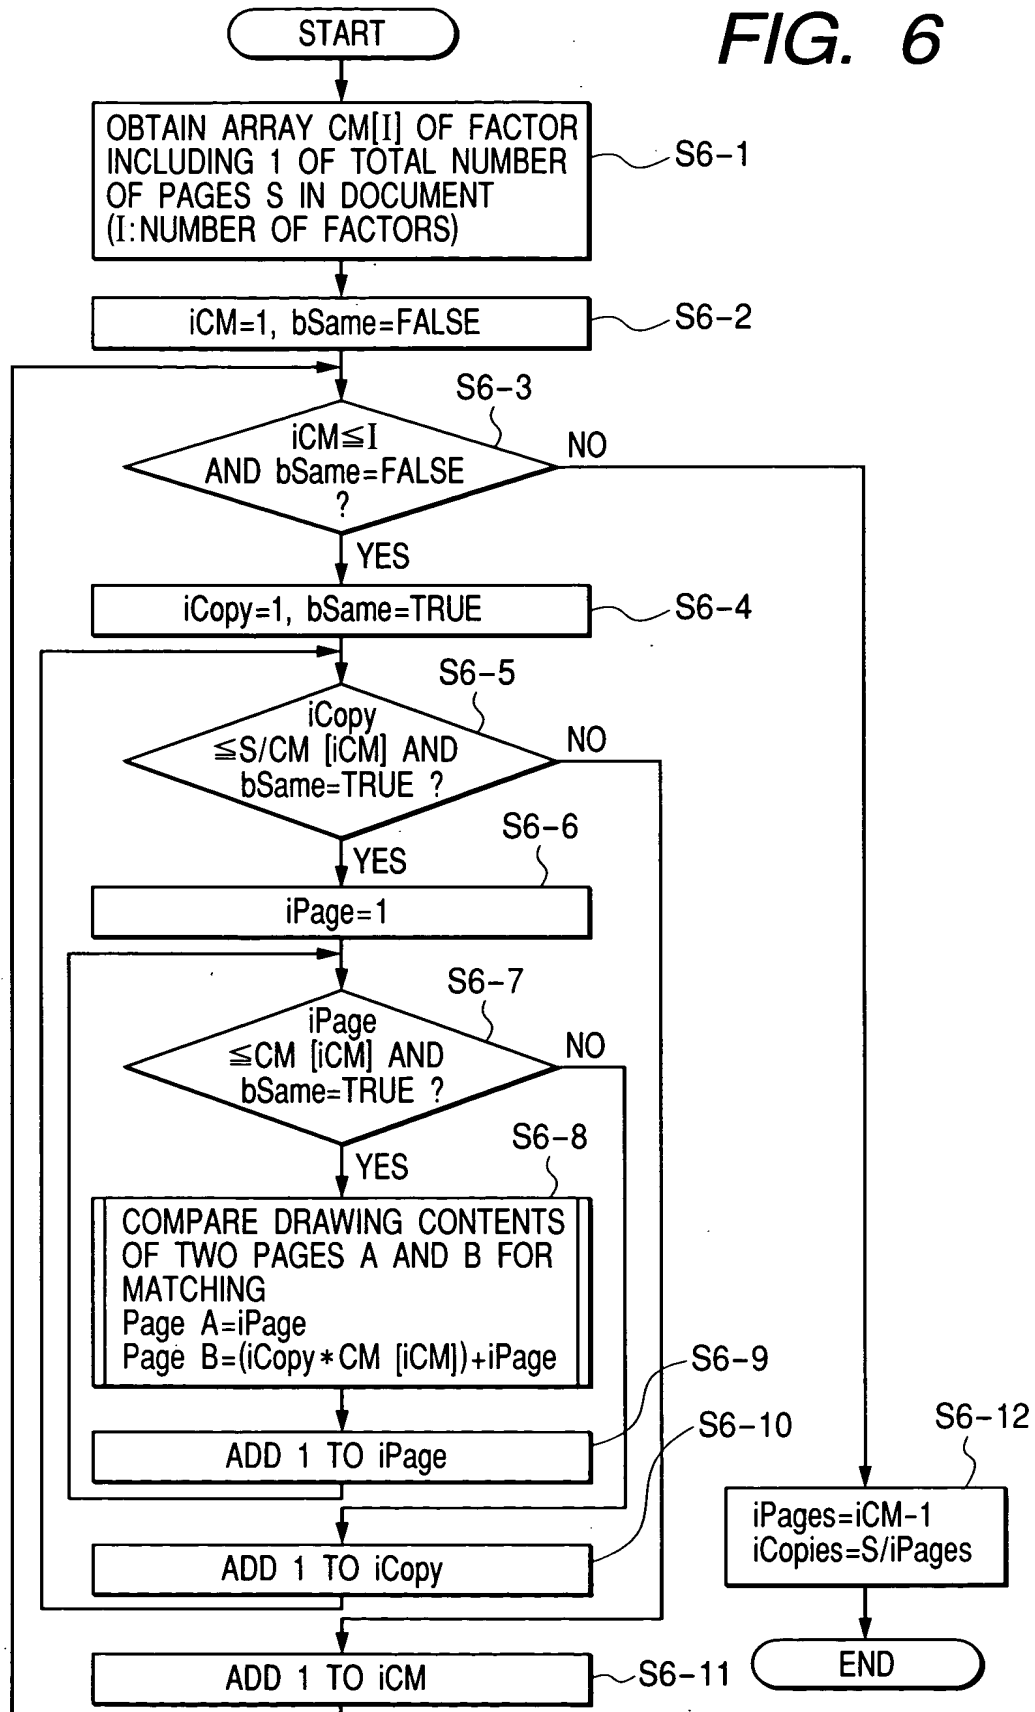 FIG. 6
START
OBTAIN ARRAY CM[I] OF FACTOR
INCLUDING 1 OF TOTAL NUMBER
OF PAGES S IN DOCUMENT
(I:NUMBER OF FACTORS)
S6-1
iCM=1, bSame=FALSE
S6-2
S6-3
iCM≦I
AND bSame=FALSE
?
NO
YES
iCopy=1, bSame=TRUE
S6-4
S6-5
iCopy
≦S/CM [iCM] AND
bSame=TRUE ?
NO
YES
S6-6
iPage=1
S6-7
iPage
≦CM [iCM] AND
bSame=TRUE ?
NO
YES
S6-8
COMPARE DRAWING CONTENTS
OF TWO PAGES A AND B FOR
MATCHING
Page A=iPage
Page B=(iCopy*CM [iCM])+iPage
S6-9
ADD 1 TO iPage
S6-10
ADD 1 TO iCopy
S6-11
ADD 1 TO iCM
S6-12
iPages=iCM-1
iCopies=S/iPages
END